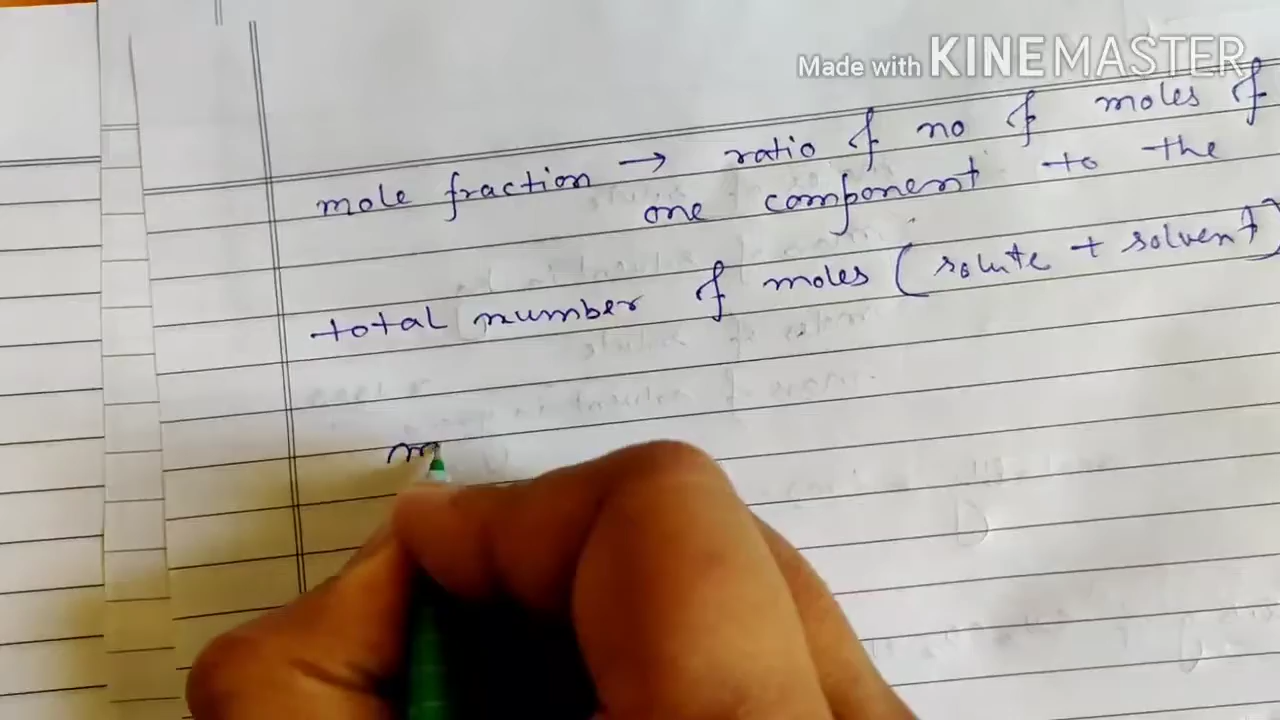 Made with KINEMASTER
mole fraction → ratio of no of moles of
one component to the
total number of moles (solute + solvent)
m